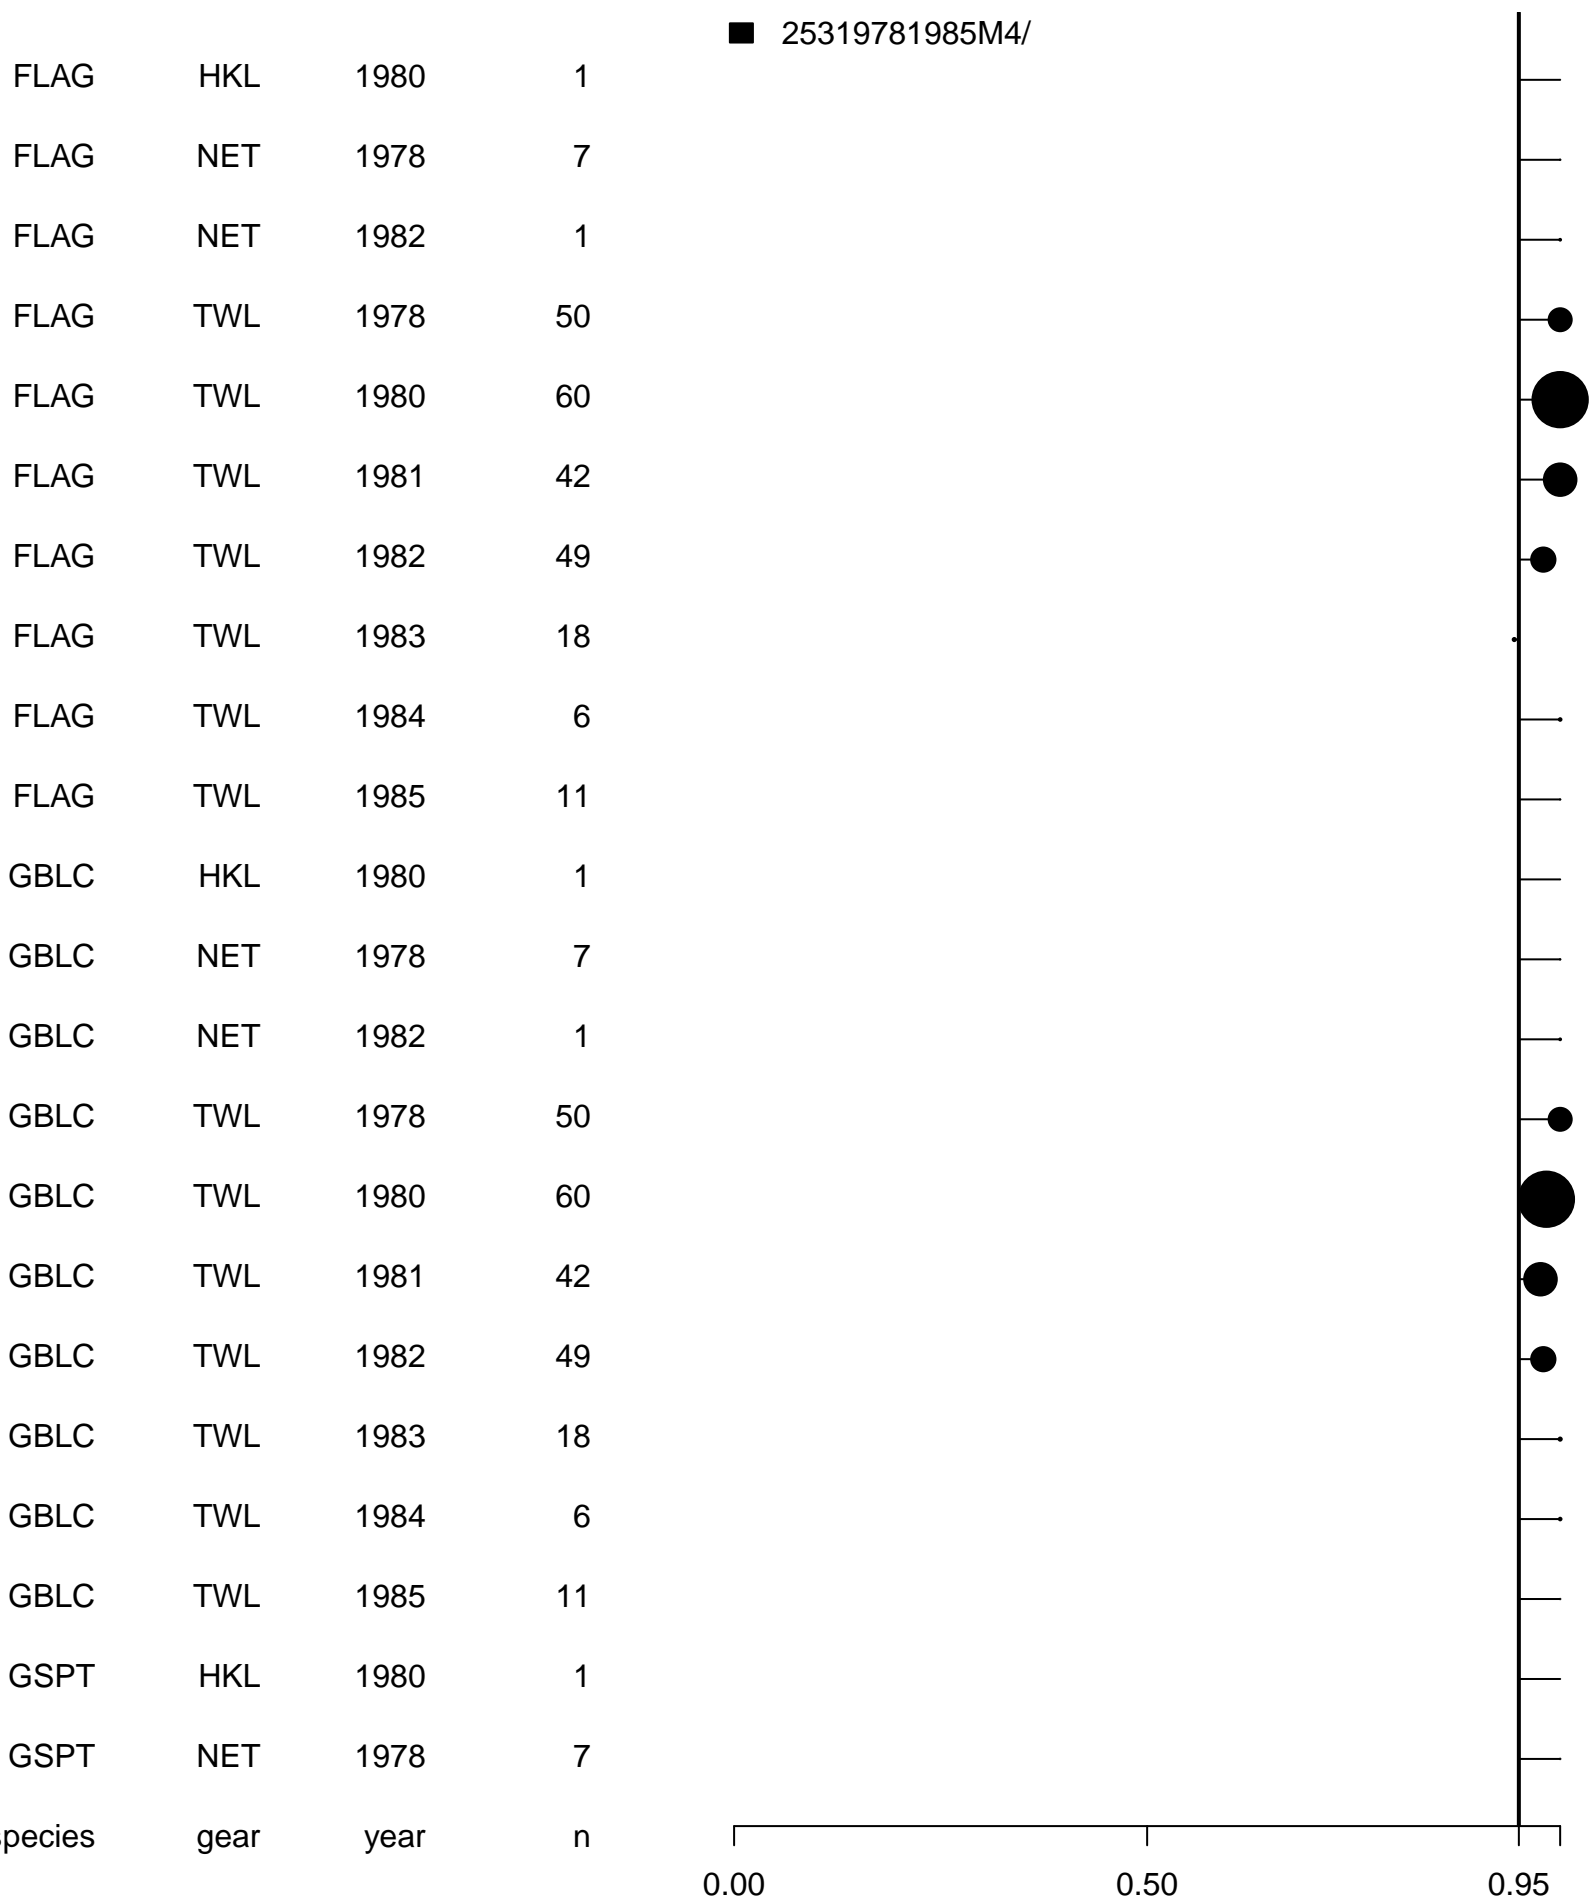 25319781985M4/
FLAG HKL 1980 1
FLAG NET 1978 7
FLAG NET 1982 1
FLAG TWL 1978 50
FLAG TWL 1980 60
FLAG TWL 1981 42
FLAG TWL 1982 49
FLAG TWL 1983 18
FLAG TWL 1984 6
FLAG TWL 1985 11
GBLC HKL 1980 1
GBLC NET 1978 7
GBLC NET 1982 1
GBLC TWL 1978 50
GBLC TWL 1980 60
GBLC TWL 1981 42
GBLC TWL 1982 49
GBLC TWL 1983 18
GBLC TWL 1984 6
GBLC TWL 1985 11
GSPT HKL 1980 1
GSPT NET 1978 7
pecies gear year n
0.00 0.50 0.95